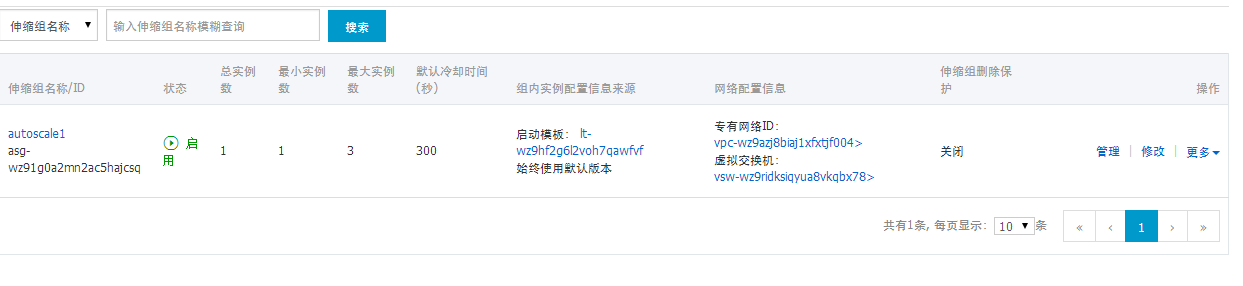 伸缩组名称 ▼ 输入伸缩组名称模糊查询 搜索
伸缩组名称/ID 状态 总实例数 最小实例数 最大实例数 默认冷却时间(秒) 组内实例配置信息来源 网络配置信息 伸缩组删除保护 操作
autoscale1
asg-
wz91g0a2mn2ac5hajcsq
启
用
1
1
3
300
启动模板: lt-
wz9hf2g6l2voh7qawfvf
始终使用默认版本
专有网络ID:
vpc-wz9azj8biaj1xfxtjf004>
虚拟交换机:
vsw-wz9ridksiqyua8vkqbx78>
关闭
管理 | 修改 | 更多
共有1条, 每页显示: 10 ▼ 条 « ‹ 1 › »